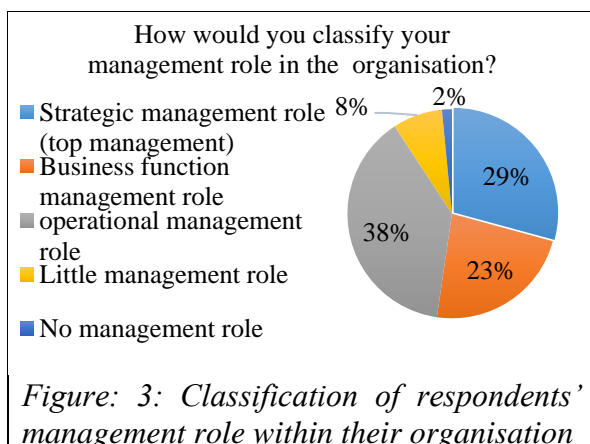 How would you classify your
management role in the organisation?
8%
2%
Strategic management role
(top management)
Business function
management role
operational management
role
Little management role
No management role
29%
38%
23%
Figure: 3: Classification of respondents’
management role within their organisation